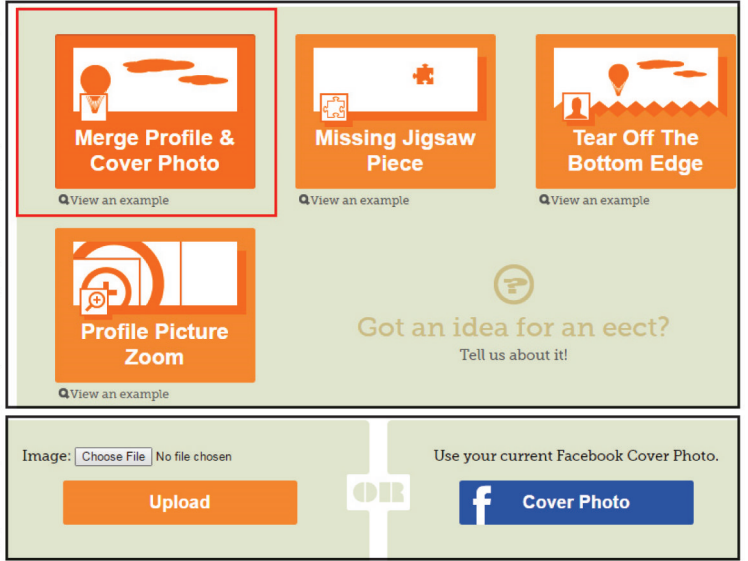 Merge Profile &
Cover Photo
Missing Jigsaw
Piece
Tear Off The
Bottom Edge
View an example
View an example
View an example
Profile Picture
Zoom
Got an idea for an eect?
Tell us about it!
View an example
Image: Choose File No file chosen
Upload
OR
Use your current Facebook Cover Photo.
f Cover Photo